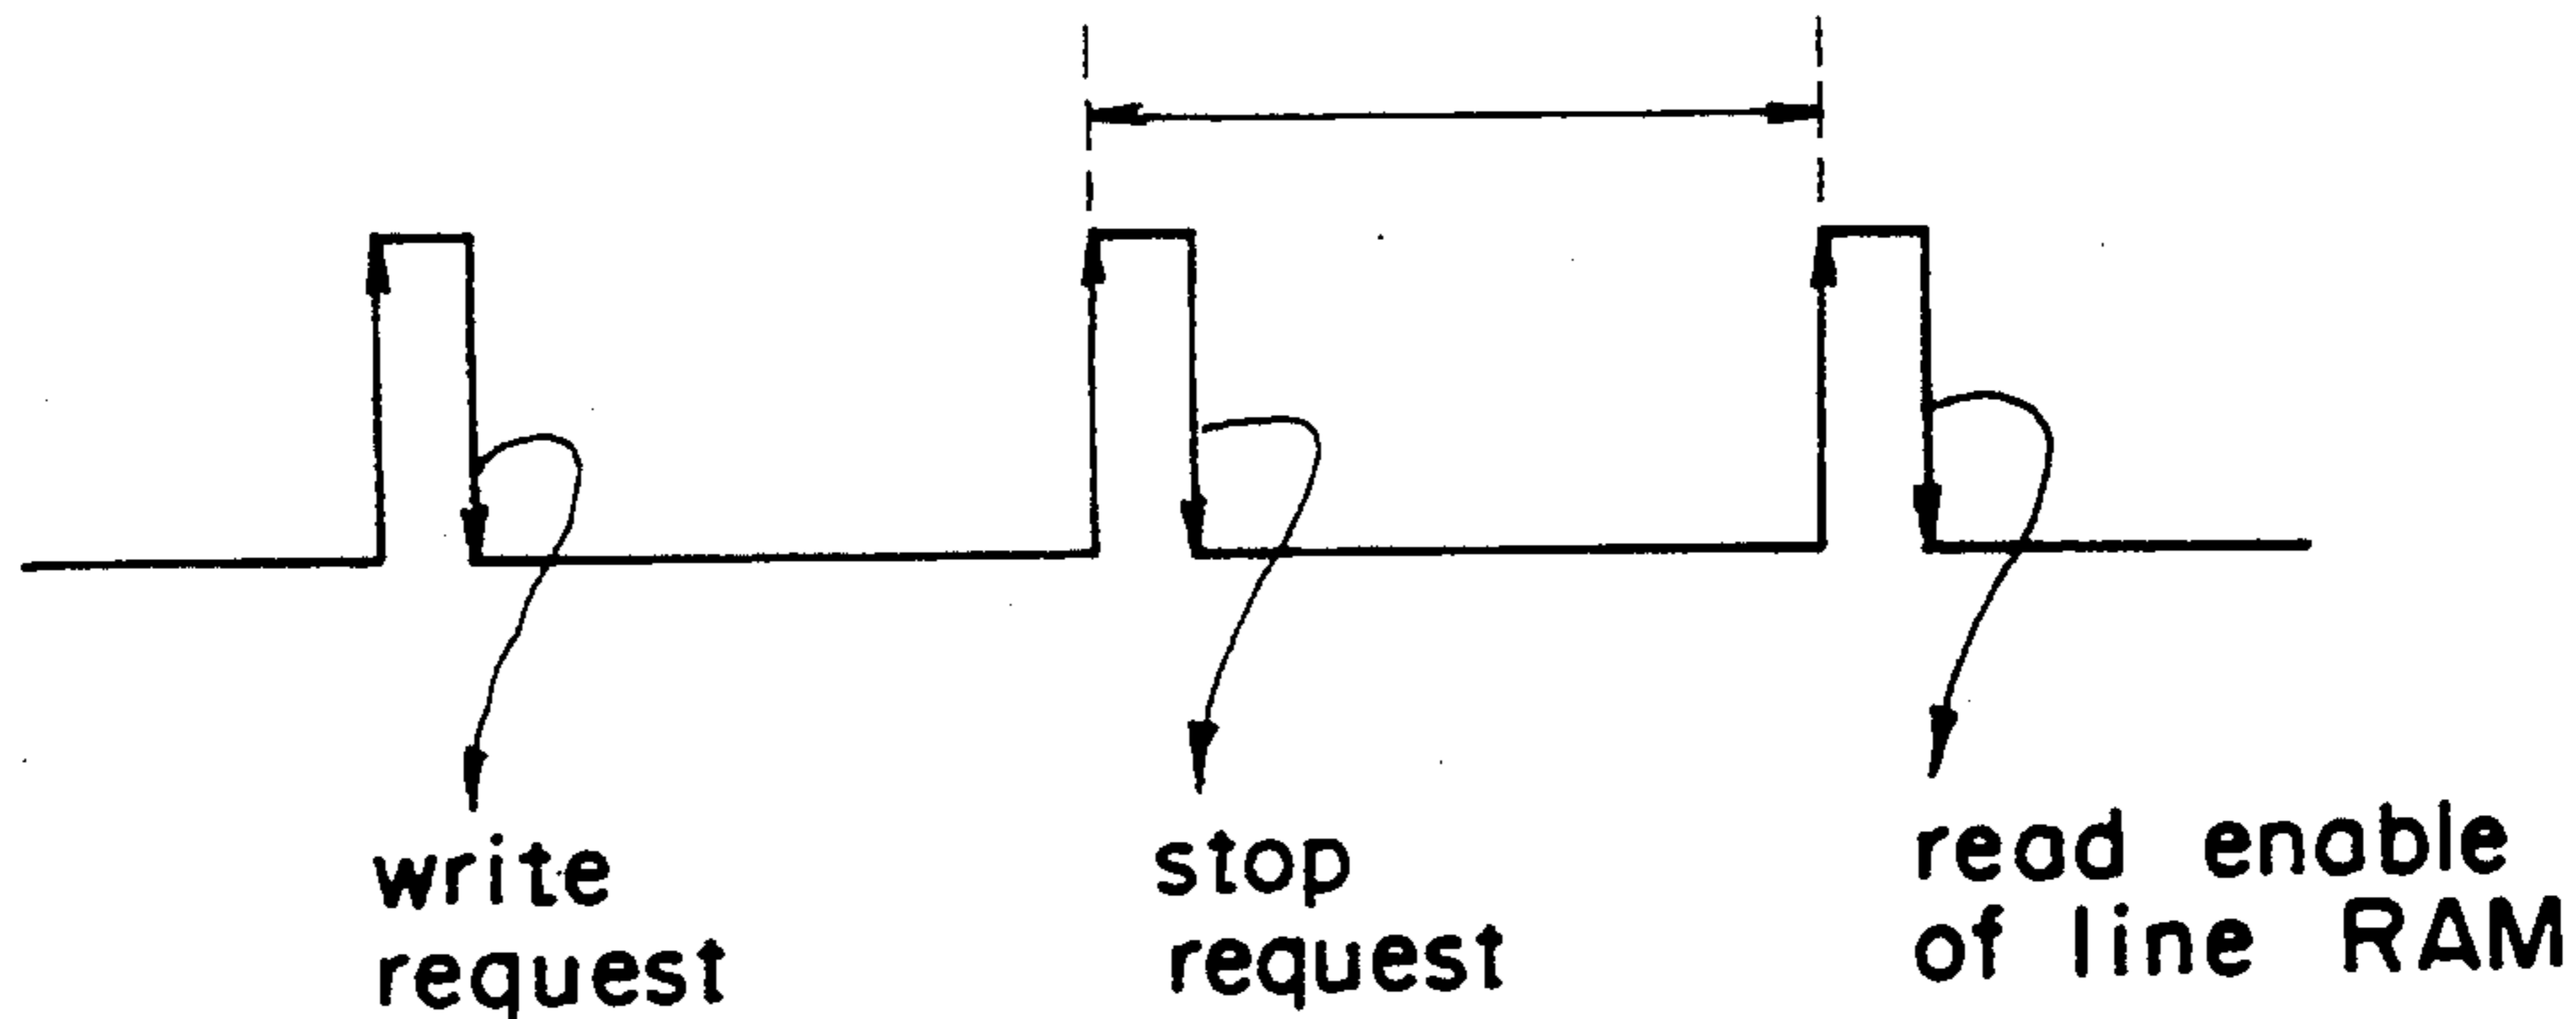 write
request
stop
request
read enable
of line RAM